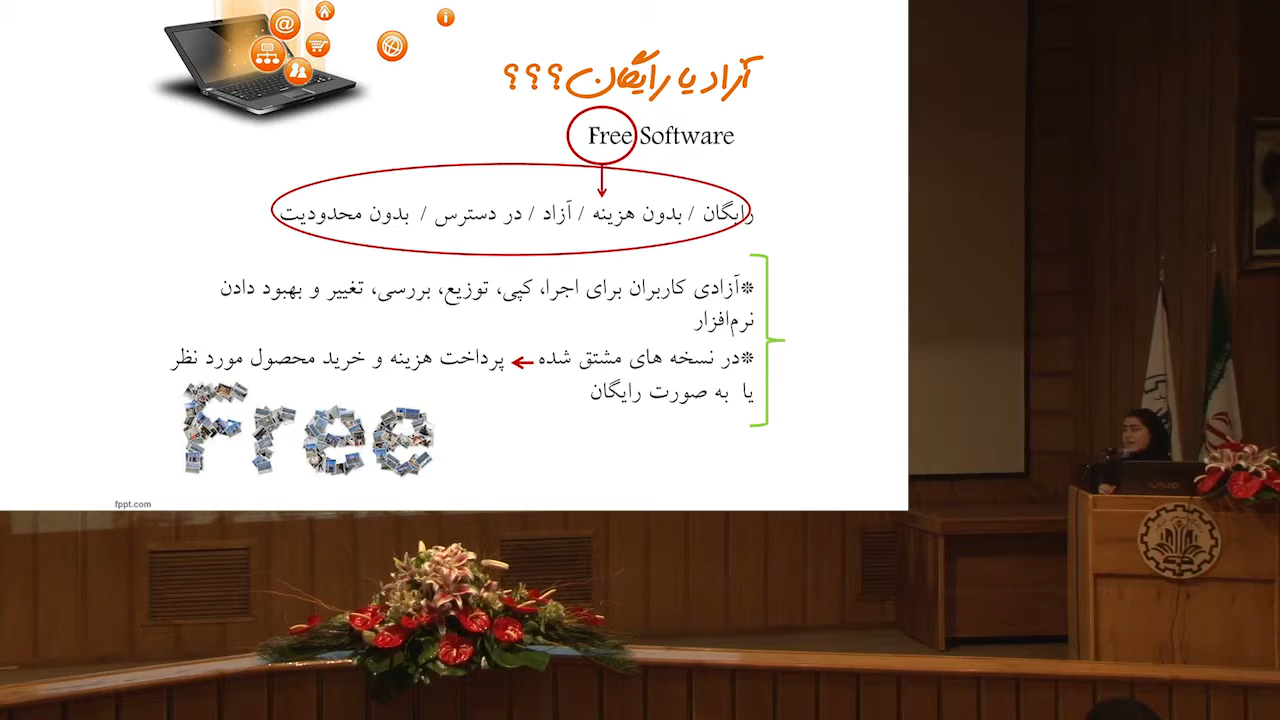 آزاد یا رایگان؟؟؟
Free Software
رایگان / بدون هزینه / آزاد / در دسترس / بدون محدودیت
آزادی کاربران برای اجرا، کپی، توزیع، بررسی، تغییر و بهبود دادن
نرم‌افزار
در نسخه های مشتق شده ← پرداخت هزینه و خرید محصول مورد نظر
یا به صورت رایگان
Free
fppt.com